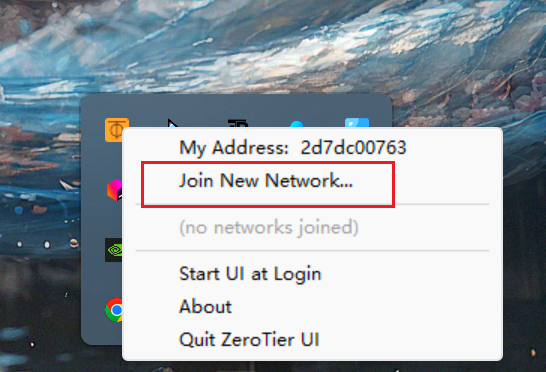 My Address: 2d7dc00763
Join New Network...
(no networks joined)
Start UI at Login
About
Quit ZeroTier UI